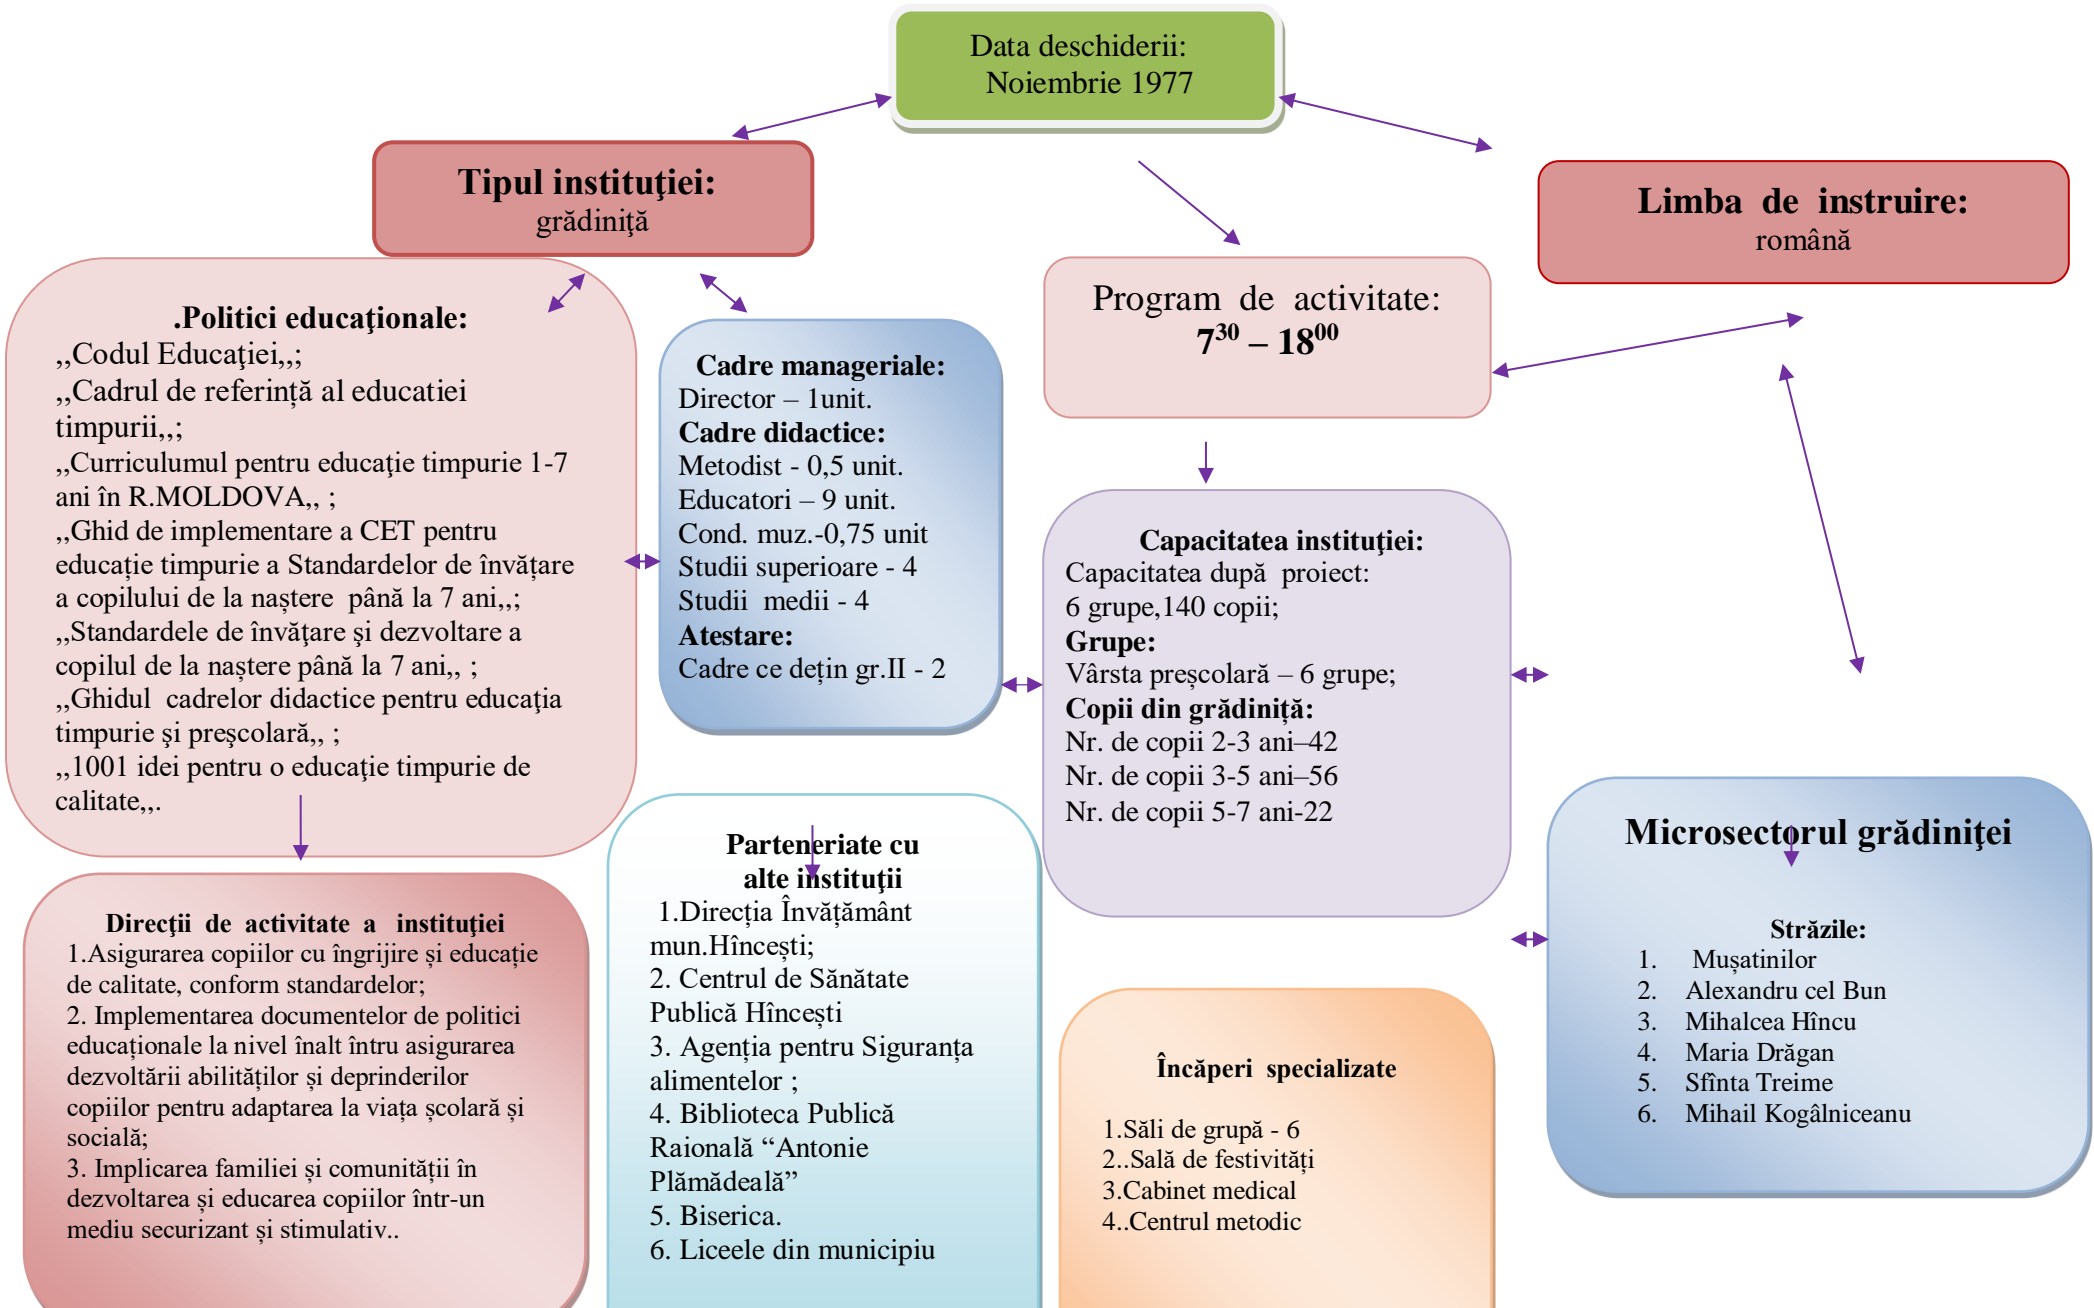 Data deschiderii:
Noiembrie 1977
Tipul instituţiei:
grădiniţă
Limba de instruire:
română
Program de activitate:
7³⁰ – 18⁰⁰
.Politici educaţionale:
,,Codul Educaţiei,,;
,,Cadrul de referință al educatiei
timpurii,,;
,,Curriculumul pentru educaţie timpurie 1-7
ani în R.MOLDOVA,, ;
,,Ghid de implementare a CET pentru
educație timpurie a Standardelor de învățare
a copilului de la naștere până la 7 ani,,;
,,Standardele de învăţare şi dezvoltare a
copilul de la naștere până la 7 ani,, ;
,,Ghidul cadrelor didactice pentru educaţia
timpurie şi preşcolară,, ;
,,1001 idei pentru o educaţie timpurie de
calitate,,.
Cadre manageriale:
Director – 1unit.
Cadre didactice:
Metodist - 0,5 unit.
Educatori – 9 unit.
Cond. muz.-0,75 unit
Studii superioare - 4
Studii medii - 4
Atestare:
Cadre ce dețin gr.II - 2
Capacitatea instituţiei:
Capacitatea după proiect:
6 grupe,140 copii;
Grupe:
Vârsta preșcolară – 6 grupe;
Copii din grădiniță:
Nr. de copii 2-3 ani–42
Nr. de copii 3-5 ani–56
Nr. de copii 5-7 ani-22
Direcţii de activitate a instituţiei
1.Asigurarea copiilor cu îngrijire și educație
de calitate, conform standardelor;
2. Implementarea documentelor de politici
educaționale la nivel înalt întru asigurarea
dezvoltării abilităților și deprinderilor
copiilor pentru adaptarea la viața școlară și
socială;
3. Implicarea familiei și comunității în
dezvoltarea și educarea copiilor într-un
mediu securizant și stimulativ..
Parteneriate cu
alte instituţii
1.Direcția Învățământ
mun.Hîncești;
2. Centrul de Sănătate
Publică Hîncești
3. Agenția pentru Siguranța
alimentelor ;
4. Biblioteca Publică
Raională “Antonie
Plămădeală”
5. Biserica.
6. Liceele din municipiu
Încăperi specializate
1.Săli de grupă - 6
2..Sală de festivități
3.Cabinet medical
4..Centrul metodic
Microsectorul grădiniţei
Străzile:
1. Mușatinilor
2. Alexandru cel Bun
3. Mihalcea Hîncu
4. Maria Drăgan
5. Sfînta Treime
6. Mihail Kogâlniceanu